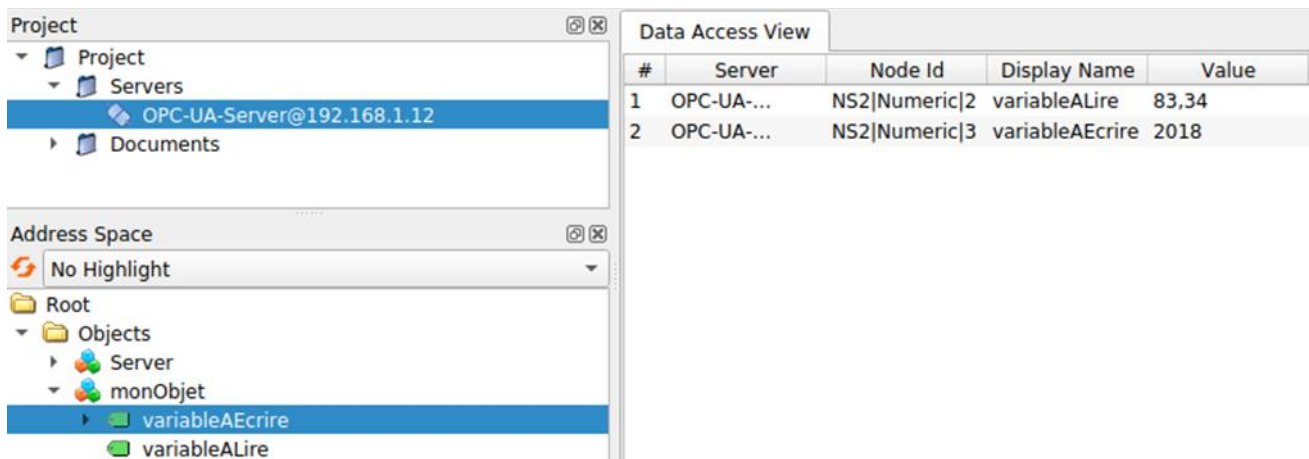 Project
Project
Servers
OPC-UA-Server@192.168.1.12
Documents
Address Space
No Highlight
Root
Objects
Server
monObjet
variableAEcrire
variableALire
Data Access View
# Server Node Id Display Name Value
1 OPC-UA-... NS2|Numeric|2 variableALire 83,34
2 OPC-UA-... NS2|Numeric|3 variableAEcrire 2018